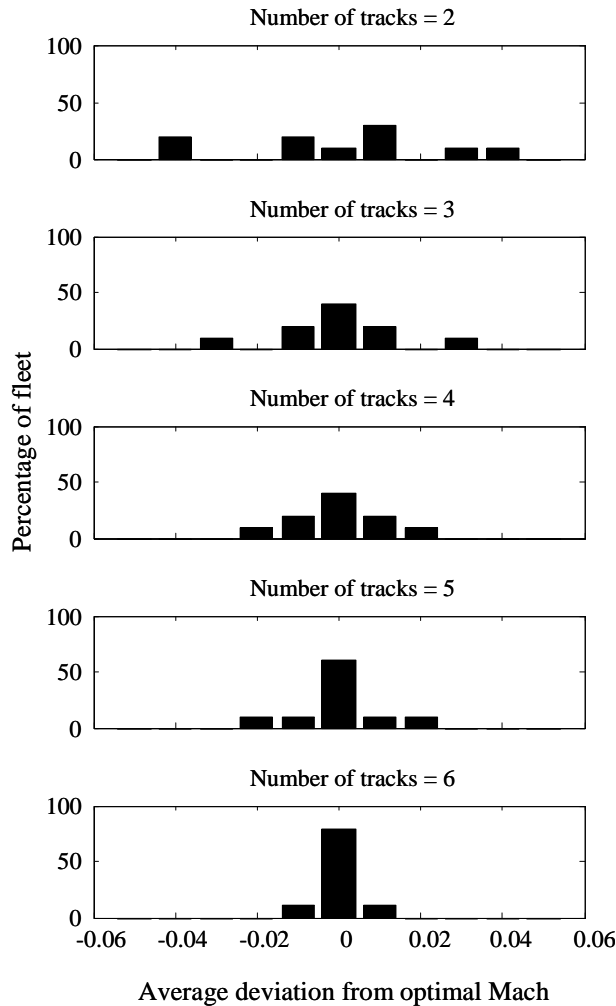 Number of tracks = 2
100
50
0
Number of tracks = 3
100
50
0
Number of tracks = 4
100
50
0
Number of tracks = 5
100
50
0
Number of tracks = 6
100
50
0
-0.06 -0.04 -0.02 0 0.02 0.04 0.06
Percentage of fleet
Average deviation from optimal Mach